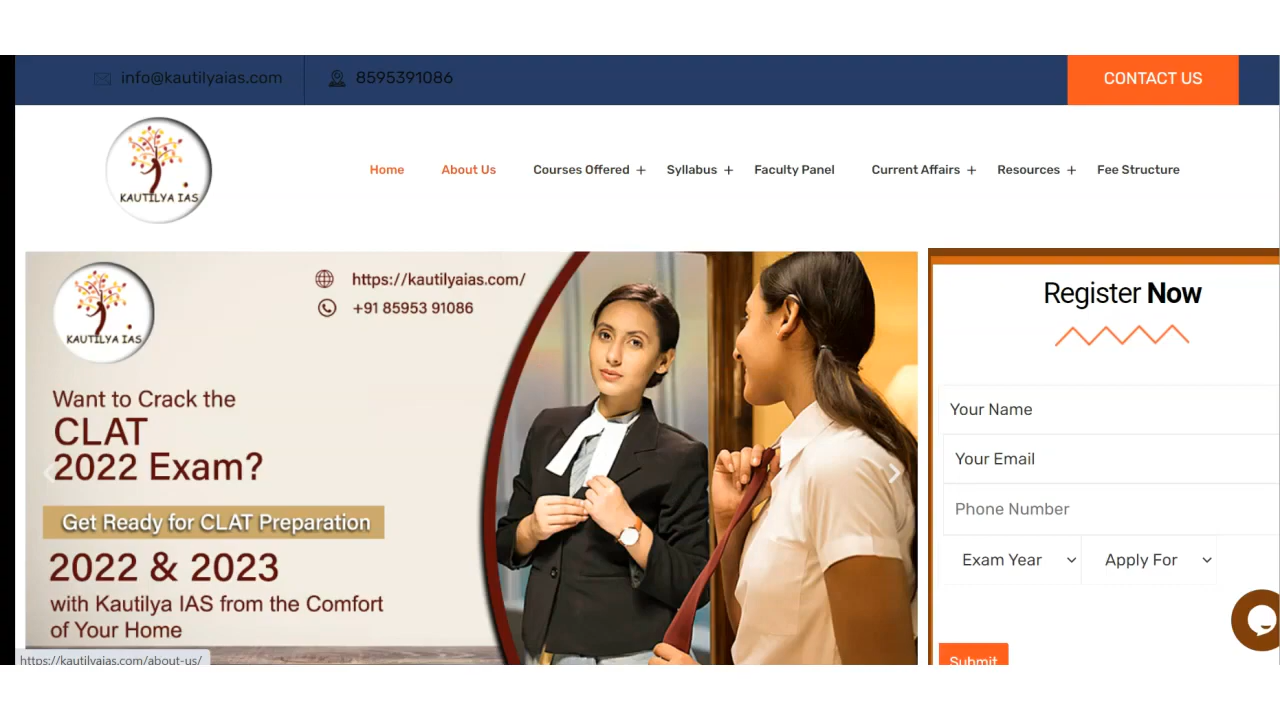 info@kautilyaias.com
8595391086
CONTACT US
KAUTILYA IAS
Home
About Us
Courses Offered +
Syllabus +
Faculty Panel
Current Affairs +
Resources +
Fee Structure
KAUTILYA IAS
https://kautilyaias.com/
+91 85953 91086
Want to Crack the
CLAT
2022 Exam?
Get Ready for CLAT Preparation
2022 & 2023
with Kautilya IAS from the Comfort
of Your Home
Register Now
Your Name
Your Email
Phone Number
Exam Year
Apply For
Submit
https://kautilyaias.com/about-us/